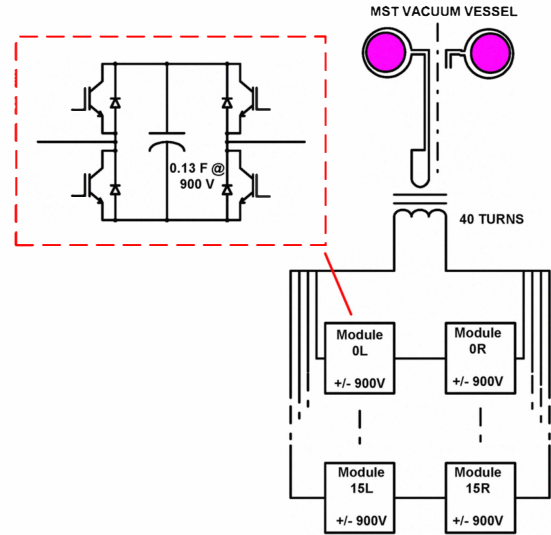 MST VACUUM VESSEL
0.13 F @
900 V
40 TURNS
Module
0L
+/- 900V
Module
0R
+/- 900V
Module
15L
+/- 900V
Module
15R
+/- 900V